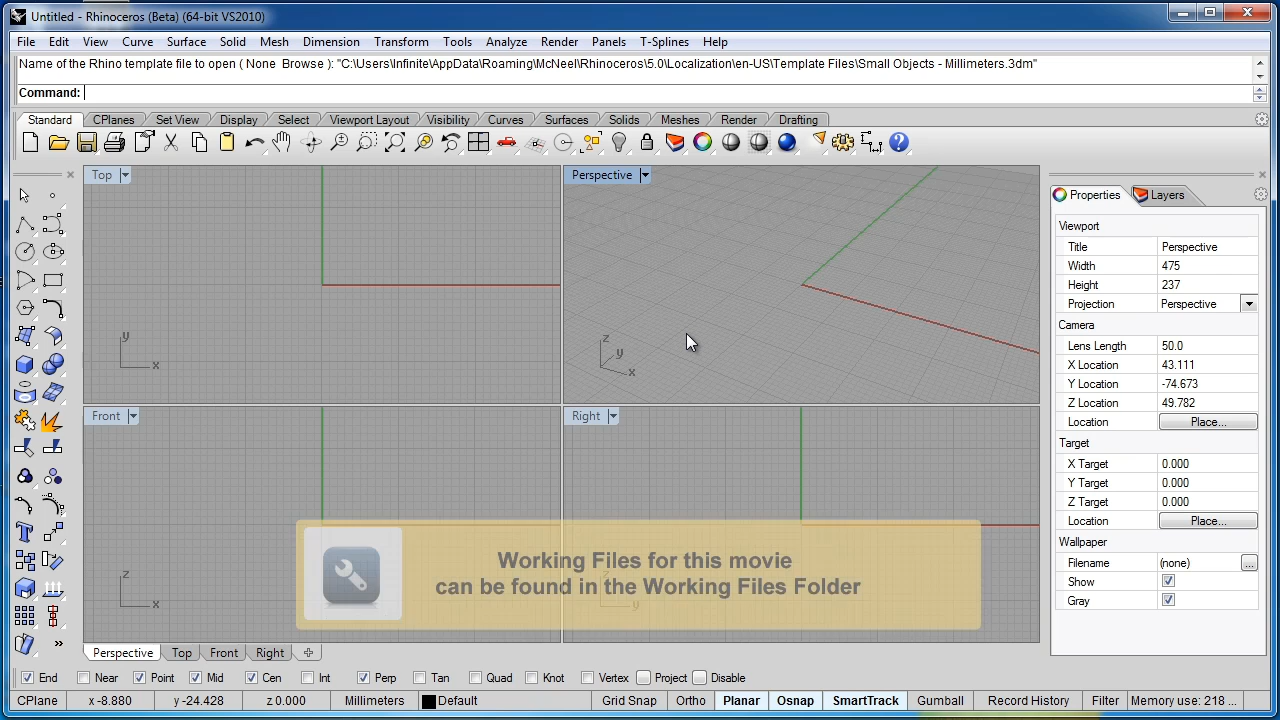 Untitled - Rhinoceros (Beta) (64-bit VS2010)
File Edit View Curve Surface Solid Mesh Dimension Transform Tools Analyze Render Panels T-Splines Help
Name of the Rhino template file to open ( None Browse ): "C:\Users\Infinite\AppData\Roaming\McNeel\Rhinoceros\5.0\Localization\en-US\Template Files\Small Objects - Millimeters.3dm"
Command:
Standard CPlanes Set View Display Select Viewport Layout Visibility Curves Surfaces Solids Meshes Render Drafting
Top
y
x
Perspective
z
y
x
Front
z
x
Right
z
y
Properties Layers
Viewport
Title Perspective
Width 475
Height 237
Projection Perspective
Camera
Lens Length 50.0
X Location 43.111
Y Location -74.673
Z Location 49.782
Location Place...
Target
X Target 0.000
Y Target 0.000
Z Target 0.000
Location Place...
Wallpaper
Filename (none) ...
Show
Gray
Working Files for this movie
can be found in the Working Files Folder
Perspective Top Front Right
End Near Point Mid Cen Int Perp Tan Quad Knot Vertex Project Disable
CPlane x -8.880 y -24.428 z 0.000 Millimeters Default Grid Snap Ortho Planar Osnap SmartTrack Gumball Record History Filter Memory use: 218 ...